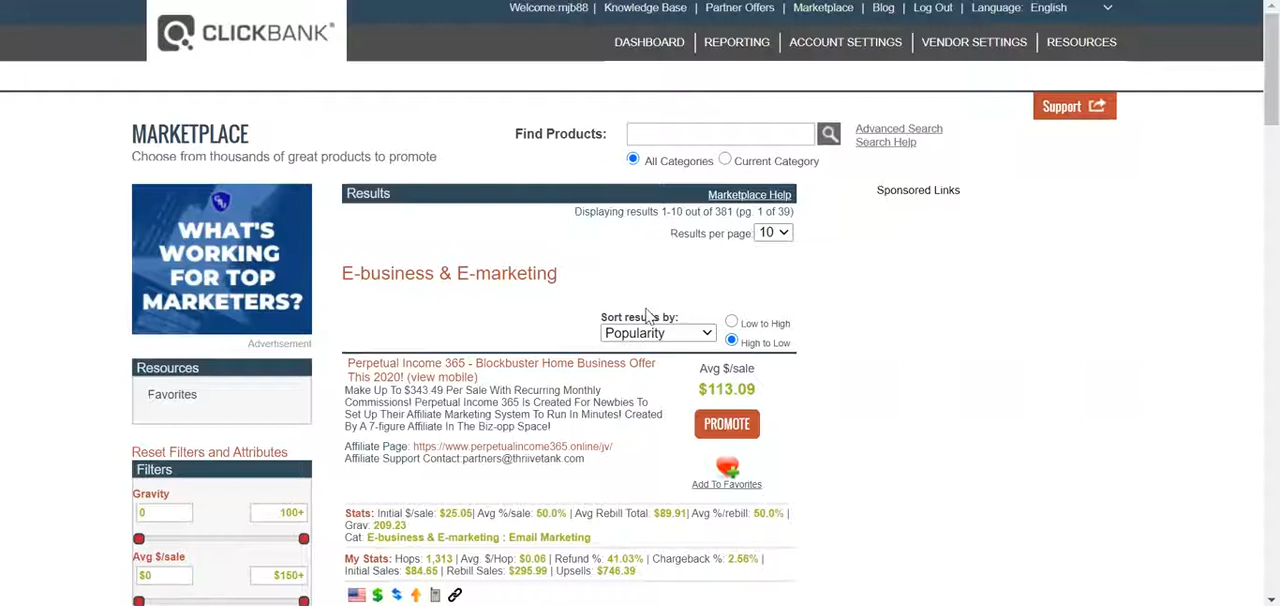 CLICKBANK
Welcome:mjb88 | Knowledge Base | Partner Offers | Marketplace | Blog | Log Out | Language: English
DASHBOARD | REPORTING | ACCOUNT SETTINGS | VENDOR SETTINGS | RESOURCES
Support
MARKETPLACE
Choose from thousands of great products to promote
Find Products:
Advanced Search
Search Help
All Categories Current Category
WHAT'S
WORKING
FOR TOP
MARKETERS?
Advertisement
Resources
Favorites
Reset Filters and Attributes
Filters
Gravity
0 100+
Avg $/sale
$0 $150+
Results Marketplace Help
Displaying results 1-10 out of 381 (pg. 1 of 39)
Results per page: 10
E-business & E-marketing
Sort results by:
Popularity
Low to High
High to Low
Perpetual Income 365 - Blockbuster Home Business Offer
This 2020! (view mobile)
Make Up To $343.49 Per Sale With Recurring Monthly
Commissions! Perpetual Income 365 Is Created For Newbies To
Set Up Their Affiliate Marketing System To Run In Minutes! Created
By A 7-figure Affiliate In The Biz-opp Space!
Affiliate Page: https://www.perpetualincome365.online/jv/
Affiliate Support Contact:partners@thriivetank.com
Avg $/sale
$113.09
PROMOTE
Add To Favorites
Stats: Initial $/sale: $25.05| Avg %/sale: 50.0% | Avg Rebill Total: $89.91| Avg %/rebill: 50.0% |
Grav: 209.23
Cat: E-business & E-marketing : Email Marketing
My Stats: Hops: 1,313 | Avg. $/Hop: $0.06 | Refund %: 41.03% | Chargeback %: 2.56% |
Initial Sales: $84.65 | Rebill Sales: $295.99 | Upsells: $746.39
Sponsored Links